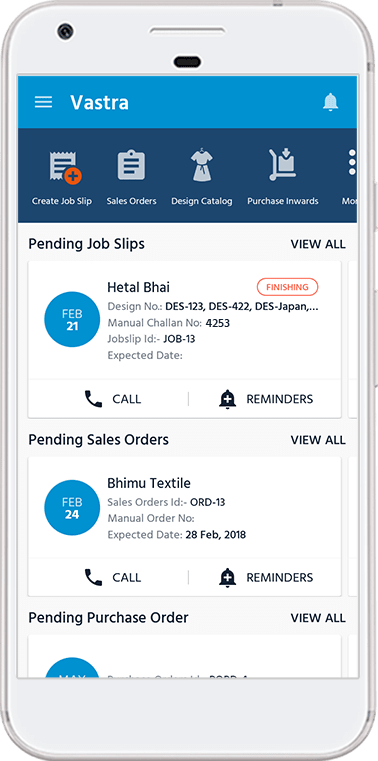 Vastra
Create Job Slip
Sales Orders
Design Catalog
Purchase Inwards
Mor
Pending Job Slips
VIEW ALL
FEB
21
Hetal Bhai
FINISHING
Design No.: DES-123, DES-422, DES-Japan,...
Manual Challan No: 4253
Jobslip Id:- JOB-13
Expected Date:
CALL
REMINDERS
Pending Sales Orders
VIEW ALL
FEB
24
Bhimu Textile
Sales Orders Id:- ORD-13
Manual Order No:
Expected Date: 28 Feb, 2018
CALL
REMINDERS
Pending Purchase Order
VIEW ALL